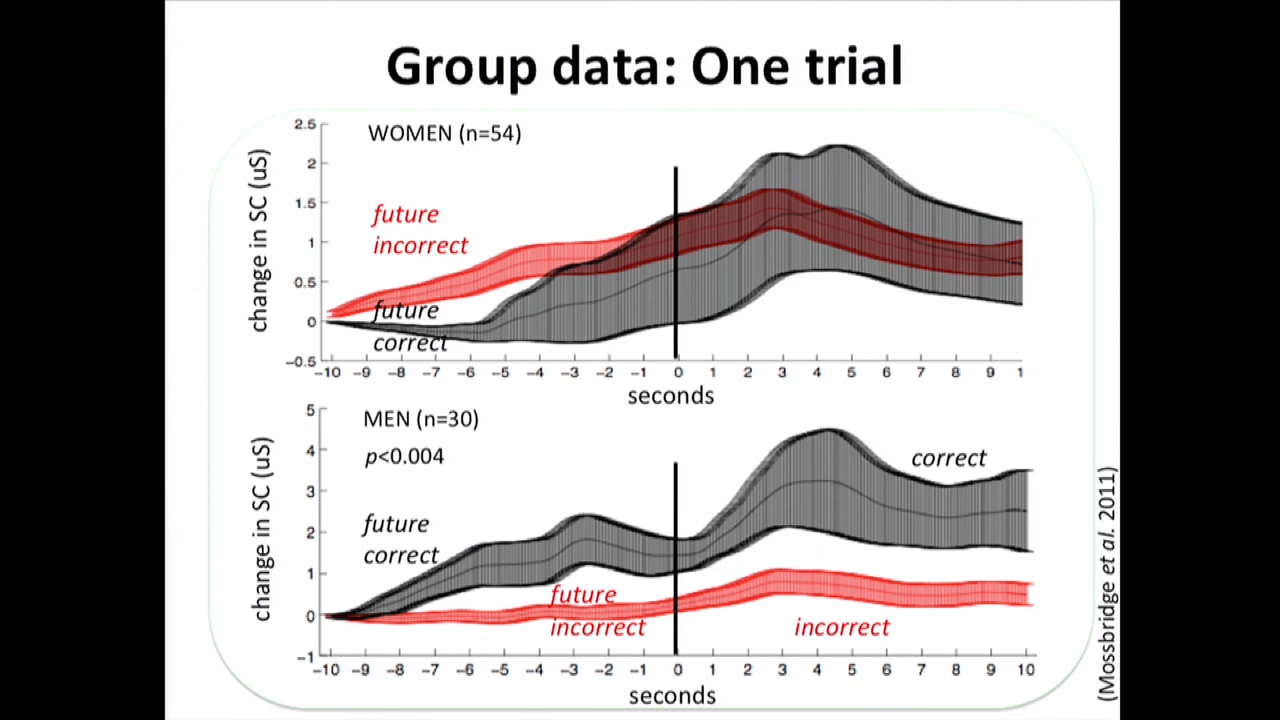 Group data: One trial
WOMEN (n=54)
change in SC (uS)
2.5
2
1.5
1
0.5
0
−0.5
future
incorrect
future
correct
−10 −9 −8 −7 −6 −5 −4 −3 −2 −1 0 1 2 3 4 5 6 7 8 9 1
seconds
MEN (n=30)
p<0.004
change in SC (uS)
5
4
3
2
1
0
−1
future
correct
future
incorrect
correct
incorrect
−10 −9 −8 −7 −6 −5 −4 −3 −2 −1 0 1 2 3 4 5 6 7 8 9 10
seconds
(Mossbridge et al. 2011)